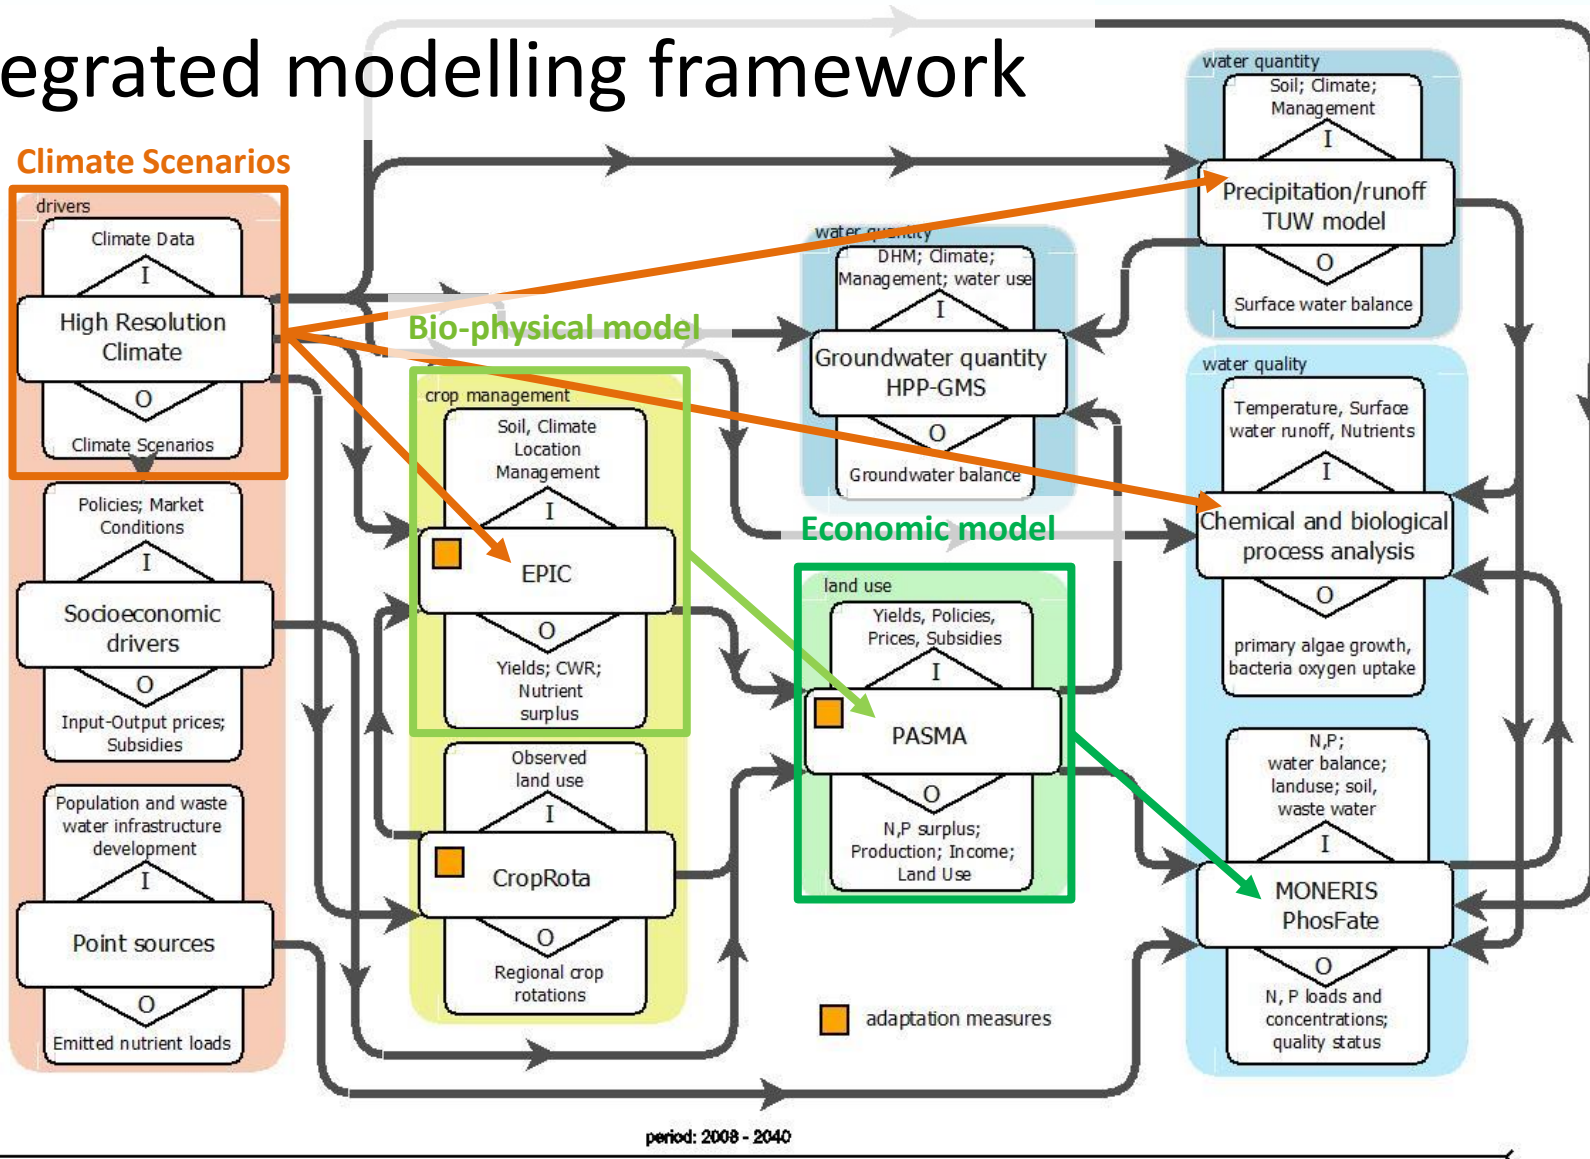 egrated modelling framework
Climate Scenarios
drivers
Climate Data
I
High Resolution
Climate
O
Climate Scenarios
Policies; Market
Conditions
I
Socioeconomic
drivers
O
Input-Output prices;
Subsidies
Population and waste
water infrastructure
development
I
Point sources
O
Emitted nutrient loads
Bio-physical model
crop management
Soil, Climate
Location
Management
I
EPIC
O
Yields; CWR;
Nutrient
surplus
Observed
land use
I
CropRota
O
Regional crop
rotations
water quantity
DHM; Climate;
Management; water use
I
Groundwater quantity
HPP-GMS
O
Groundwater balance
Economic model
land use
Yields, Policies,
Prices, Subsidies
I
PASMA
O
N,P surplus;
Production; Income;
Land Use
adaptation measures
water quantity
Soil; Climate;
Management
I
Precipitation/runoff
TUW model
O
Surface water balance
water quality
Temperature, Surface
water runoff, Nutrients
I
Chemical and biological
process analysis
O
primary algae growth,
bacteria oxygen uptake
N,P;
water balance;
landuse; soil,
waste water
I
MONERIS
PhosFate
O
N, P loads and
concentrations;
quality status
period: 2008 - 2040